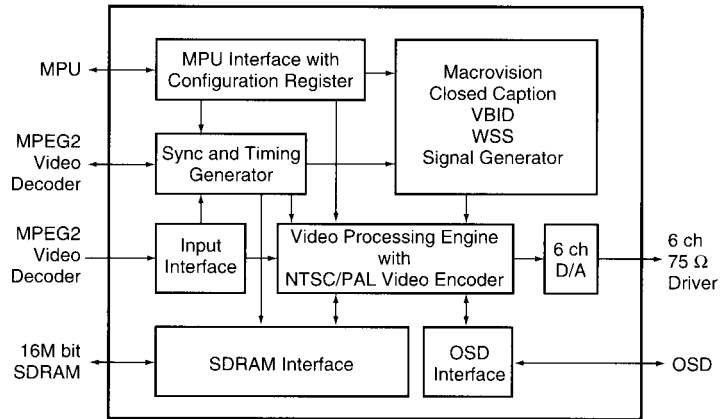 MPU
MPU Interface with
Configuration Register
Macrovision
Closed Caption
VBID
WSS
Signal Generator
MPEG2
Video
Decoder
Sync and Timing
Generator
MPEG2
Video
Decoder
Input
Interface
Video Processing Engine
with
NTSC/PAL Video Encoder
6 ch
D/A
6 ch
75 Ω
Driver
16M bit
SDRAM
SDRAM Interface
OSD
Interface
OSD